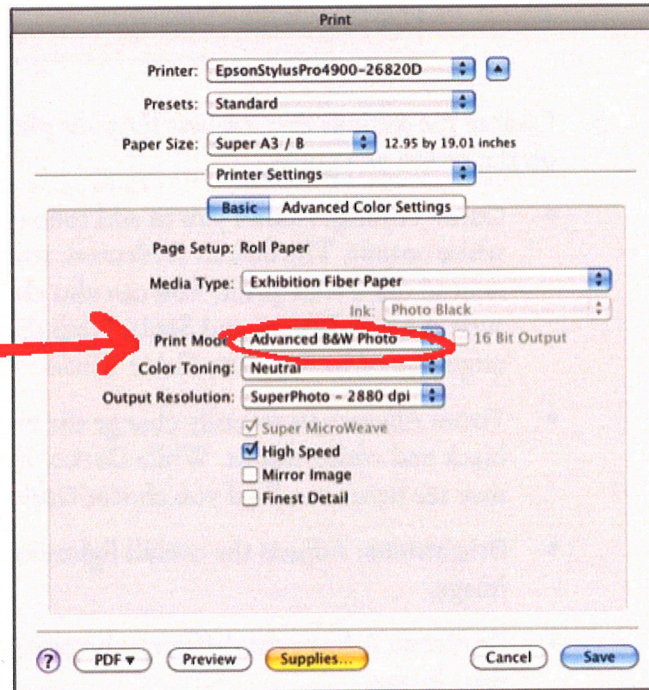 Print
Printer: EpsonStylusPro4900-26820D
Presets: Standard
Paper Size: Super A3 / B 12.95 by 19.01 inches
Printer Settings
Basic Advanced Color Settings
Page Setup: Roll Paper
Media Type: Exhibition Fiber Paper
Ink: Photo Black
Print Mode: Advanced B&W Photo 16 Bit Output
Color Toning: Neutral
Output Resolution: SuperPhoto - 2880 dpi
Super MicroWeave
High Speed
Mirror Image
Finest Detail
? PDF Preview Supplies... Cancel Save